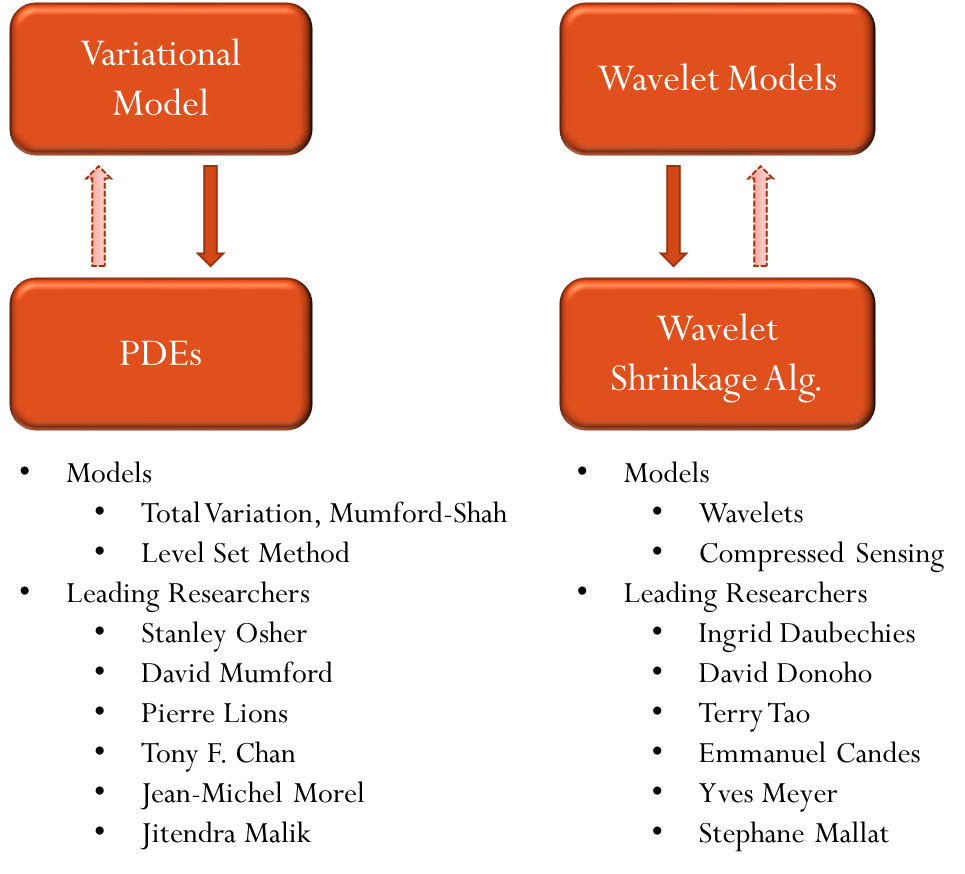 Variational
Model
PDEs
• Models
• Total Variation, Mumford-Shah
• Level Set Method
• Leading Researchers
• Stanley Osher
• David Mumford
• Pierre Lions
• Tony F. Chan
• Jean-Michel Morel
• Jitendra Malik
Wavelet Models
Wavelet
Shrinkage Alg.
• Models
• Wavelets
• Compressed Sensing
• Leading Researchers
• Ingrid Daubechies
• David Donoho
• Terry Tao
• Emmanuel Candes
• Yves Meyer
• Stephane Mallat